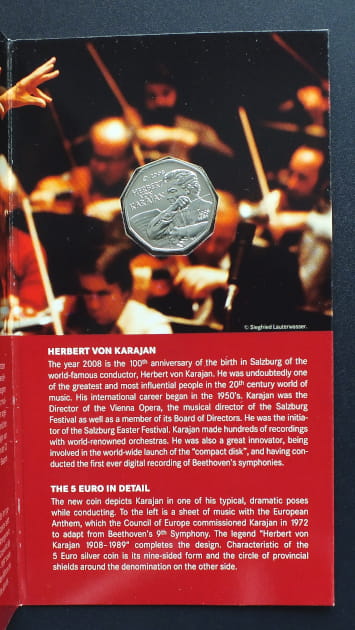 HERBERT
VON
KARAJAN
1908
1989
© Siegfried Lauterwasser.
HERBERT VON KARAJAN
The year 2008 is the 100th anniversary of the birth in Salzburg of the
world-famous conductor, Herbert von Karajan. He was undoubtedly one
of the greatest and most influential people in the 20th century world of
music. His international career began in the 1950's. Karajan was the
Director of the Vienna Opera, the musical director of the Salzburg
Festival as well as a member of its Board of Directors. He was the initia-
tor of the Salzburg Easter Festival. Karajan made hundreds of recordings
with world-renowned orchestras. He was also a great innovator, being
involved in the world-wide launch of the "compact disk", and having con-
ducted the first ever digital recording of Beethoven's symphonies.
THE 5 EURO IN DETAIL
The new coin depicts Karajan in one of his typical, dramatic poses
while conducting. To the left is a sheet of music with the European
Anthem, which the Council of Europe commissioned Karajan in 1972
to adapt from Beethoven's 9th Symphony. The legend "Herbert von
Karajan 1908–1989" completes the design. Characteristic of the
5 Euro silver coin is its nine-sided form and the circle of provincial
shields around the denomination on the other side.